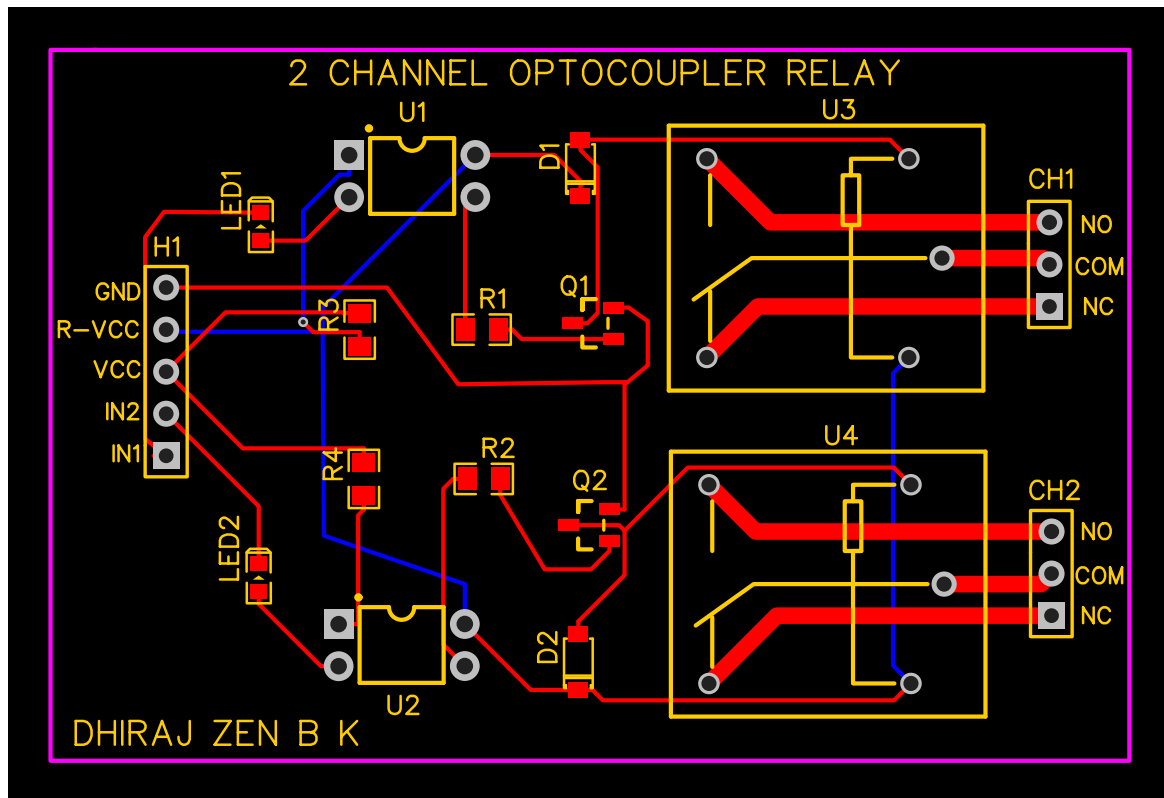 2 CHANNEL OPTOCOUPLER RELAY
U1
U3
D1
LED1
CH1
NO
COM
NC
H1
GND
R-VCC
VCC
IN2
IN1
R3
R1
Q1
R4
R2
Q2
U4
CH2
NO
COM
NC
LED2
D2
U2
DHIRAJ ZEN B K